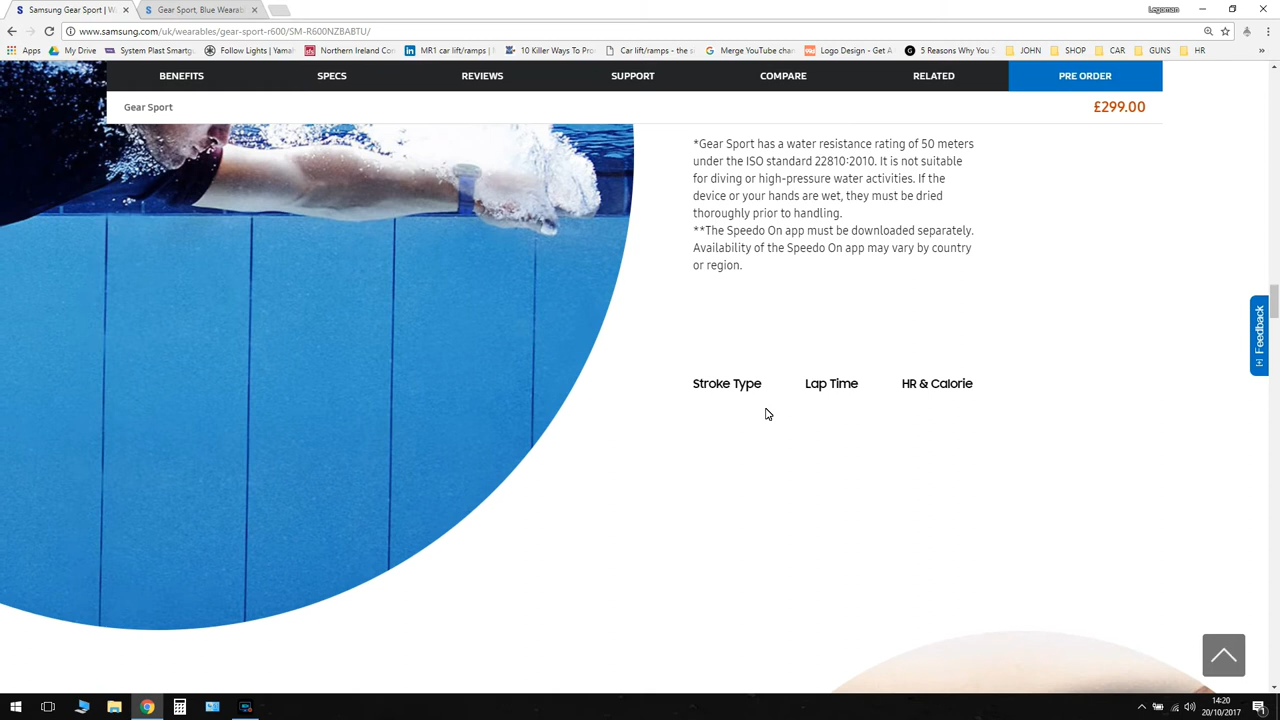 Samsung Gear Sport | W
Gear Sport, Blue Wearab
Legoman
www.samsung.com/uk/wearables/gear-sport-r600/SM-R600NZBABTU/
Apps
My Drive
System Plast Smartg
Follow Lights | Yamah
Northern Ireland Con
MR1 car lift/ramps |
10 Killer Ways To Pro
Car lift/ramps - the s
Merge YouTube chan
Logo Design - Get A
5 Reasons Why You S
JOHN
SHOP
CAR
GUNS
HR
BENEFITS
SPECS
REVIEWS
SUPPORT
COMPARE
RELATED
PRE ORDER
Gear Sport
£299.00
*Gear Sport has a water resistance rating of 50 meters
under the ISO standard 22810:2010. It is not suitable
for diving or high-pressure water activities. If the
device or your hands are wet, they must be dried
thoroughly prior to handling.
**The Speedo On app must be downloaded separately.
Availability of the Speedo On app may vary by country
or region.
[+] Feedback
Stroke Type
Lap Time
HR & Calorie
14:20
20/10/2017